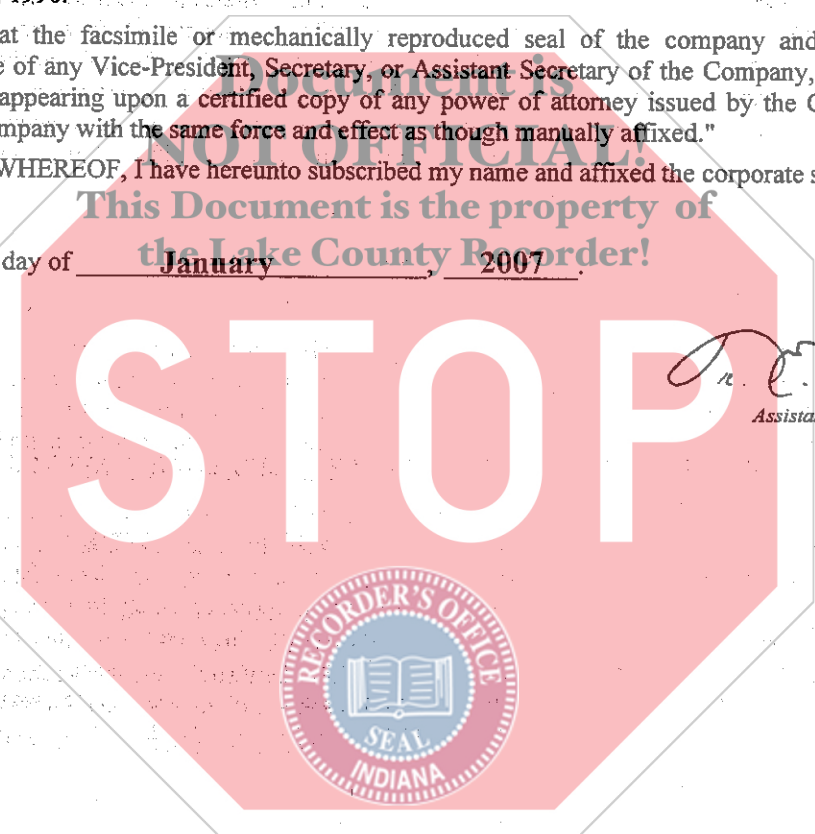 at the facsimile or mechanically reproduced seal of the company and
of any Vice-President, Secretary, or Assistant Secretary of the Company,
appearing upon a certified copy of any power of attorney issued by the
mpany with the same force and effect as though manually affixed."
WHEREOF, I have hereunto subscribed my name and affixed the corporate
day of January, 2007.
Assista
Document is
NOT OFFICIAL!
This Document is the property of
the Lake County Recorder!
STOP
RECORDER'S OFFICE
SEAL
INDIANA